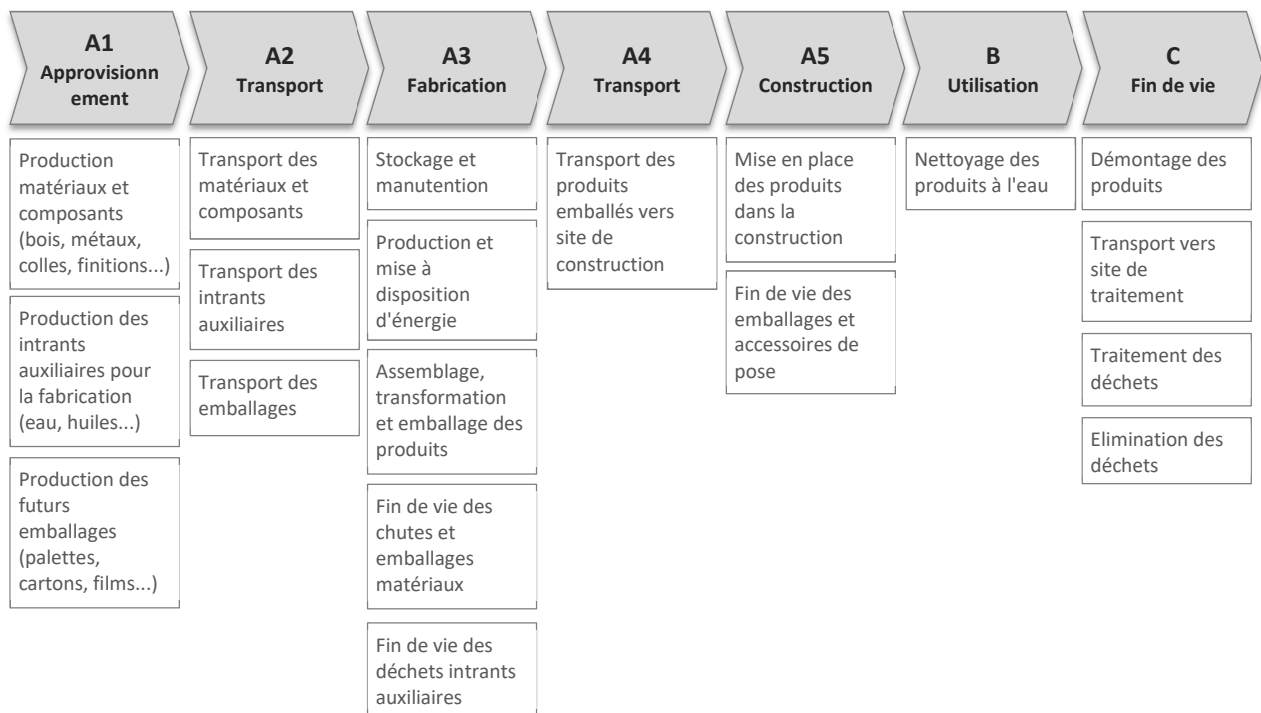 A1
Approvisionn
ement
A2
Transport
A3
Fabrication
A4
Transport
A5
Construction
B
Utilisation
C
Fin de vie
Production
matériaux et
composants
(bois, métaux,
colles, finitions...)
Production des
intrants
auxiliaires pour
la fabrication
(eau, huiles...)
Production des
futurs
emballages
(palettes,
cartons, films...)
Transport des
matériaux et
composants
Transport des
intrants
auxiliaires
Transport des
emballages
Stockage et
manutention
Production et
mise à
disposition
d'énergie
Assemblage,
transformation
et emballage des
produits
Fin de vie des
chutes et
emballages
matériaux
Fin de vie des
déchets intrants
auxiliaires
Transport des
produits
emballés vers
site de
construction
Mise en place
des produits
dans la
construction
Fin de vie des
emballages et
accessoires de
pose
Nettoyage des
produits à l'eau
Démontage des
produits
Transport vers
site de
traitement
Traitement des
déchets
Elimination des
déchets